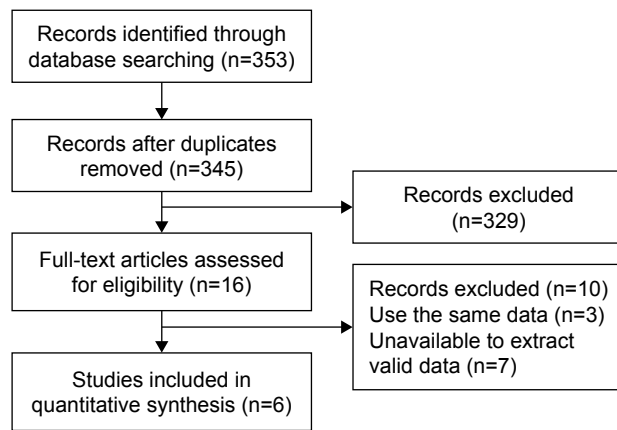 Records identified through
database searching (n=353)
Records after duplicates
removed (n=345)
Records excluded
(n=329)
Full-text articles assessed
for eligibility (n=16)
Records excluded (n=10)
Use the same data (n=3)
Unavailable to extract
valid data (n=7)
Studies included in
quantitative synthesis (n=6)